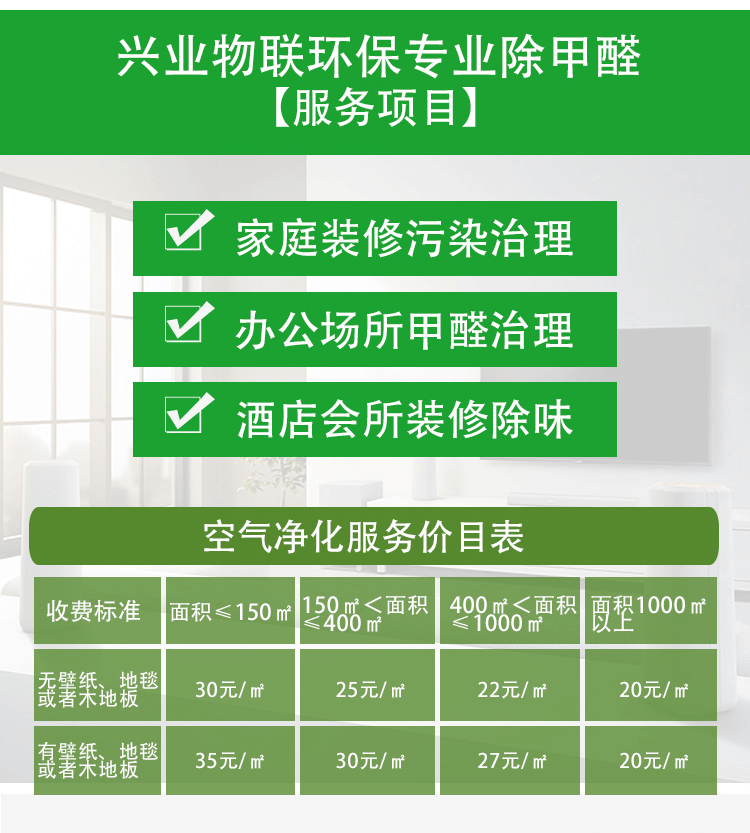 兴业物联环保专业除甲醛
【服务项目】
家庭装修污染治理
办公场所甲醛治理
酒店会所装修除味
空气净化服务价目表
收费标准
面积≤150㎡
150㎡＜面积
≤400㎡
400㎡＜面积
≤1000㎡
面积1000㎡
以上
无壁纸、地毯
或者木地板
30元/㎡
25元/㎡
22元/㎡
20元/㎡
有壁纸、地毯
或者木地板
35元/㎡
30元/㎡
27元/㎡
20元/㎡